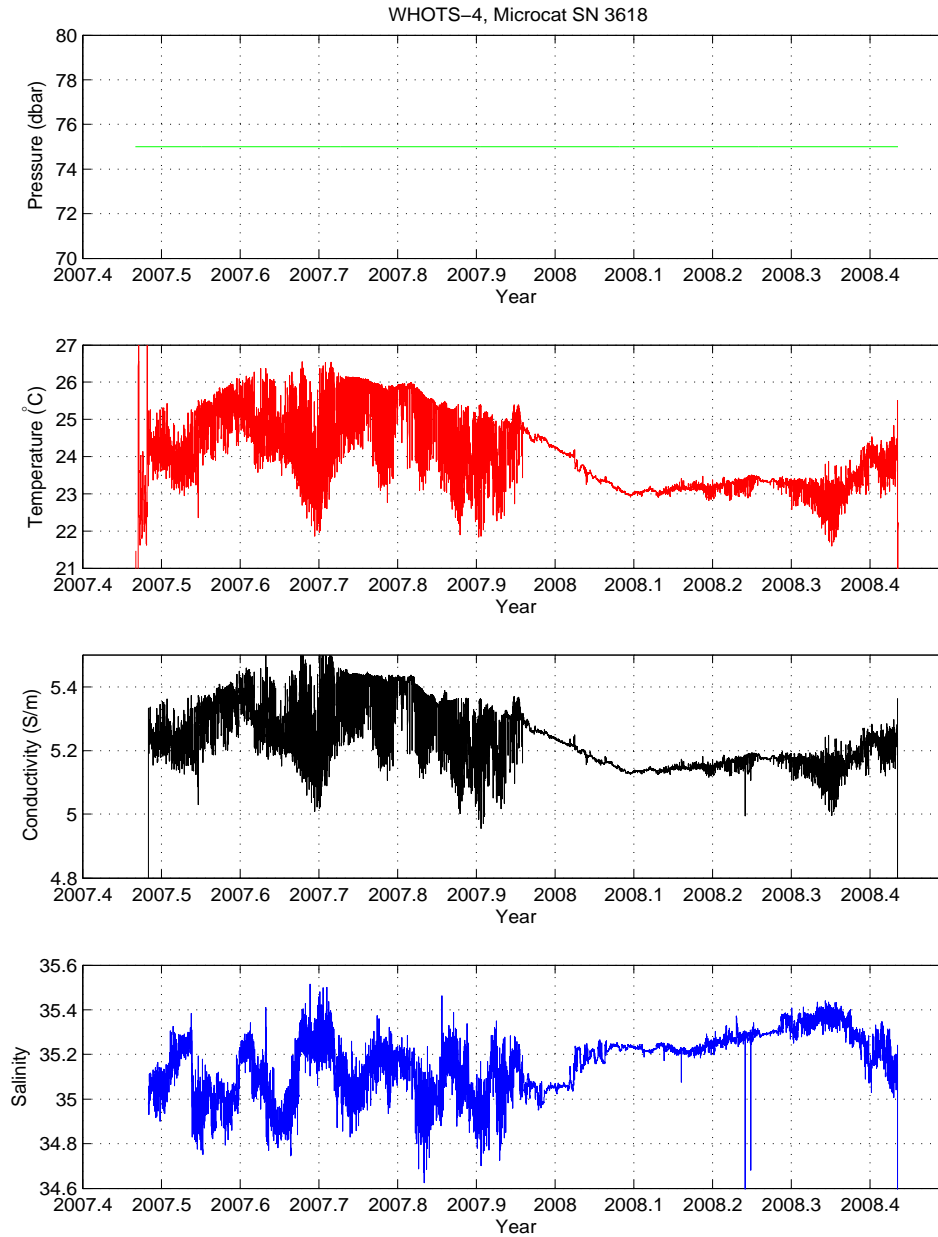 WHOTS−4, Microcat SN 3618
80
78
76
74
72
70
Pressure (dbar)
2007.4 2007.5 2007.6 2007.7 2007.8 2007.9 2008 2008.1 2008.2 2008.3 2008.4
Year
27
26
25
24
23
22
21
Temperature (°C)
2007.4 2007.5 2007.6 2007.7 2007.8 2007.9 2008 2008.1 2008.2 2008.3 2008.4
Year
5.4
5.2
5
4.8
Conductivity (S/m)
2007.4 2007.5 2007.6 2007.7 2007.8 2007.9 2008 2008.1 2008.2 2008.3 2008.4
Year
35.6
35.4
35.2
35
34.8
34.6
Salinity
2007.4 2007.5 2007.6 2007.7 2007.8 2007.9 2008 2008.1 2008.2 2008.3 2008.4
Year